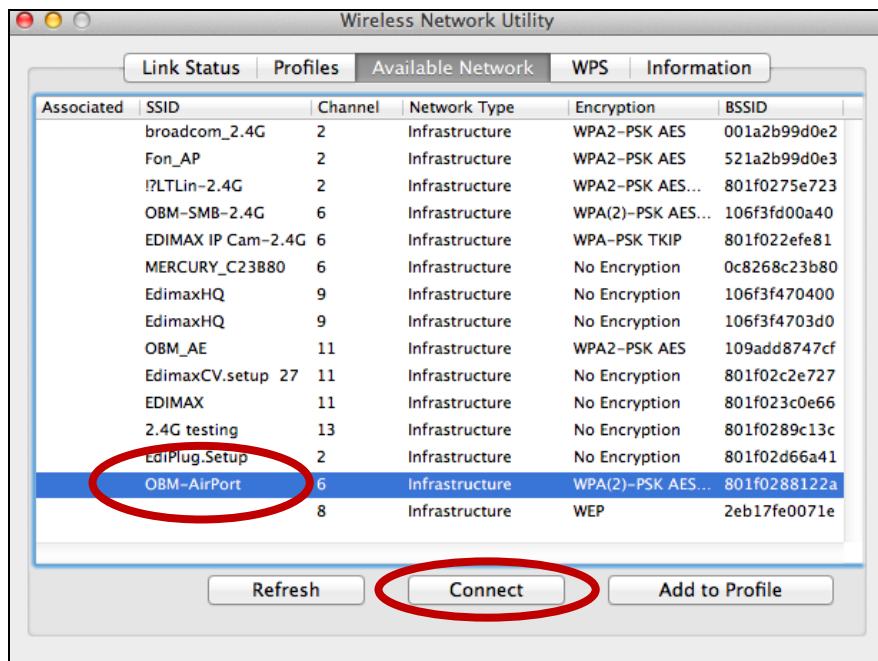 Wireless Network Utility
Link Status Profiles Available Network WPS Information
Associated SSID Channel Network Type Encryption BSSID
broadcom_2.4G 2 Infrastructure WPA2-PSK AES 001a2b99d0e2
Fon_AP 2 Infrastructure WPA2-PSK AES 521a2b99d0e3
!?LTLin-2.4G 2 Infrastructure WPA2-PSK AES... 801f0275e723
OBM-SMB-2.4G 6 Infrastructure WPA(2)-PSK AES... 106f3fd00a40
EDIMAX IP Cam-2.4G 6 Infrastructure WPA-PSK TKIP 801f022efe81
MERCURY_C23B80 6 Infrastructure No Encryption 0c8268c23b80
EdimaxHQ 9 Infrastructure No Encryption 106f3f470400
EdimaxHQ 9 Infrastructure No Encryption 106f3f4703d0
OBM_AE 11 Infrastructure WPA2-PSK AES 109add8747cf
EdimaxCV.setup 27 11 Infrastructure No Encryption 801f02c2e727
EDIMAX 11 Infrastructure No Encryption 801f023c0e66
2.4G testing 13 Infrastructure No Encryption 801f0289c13c
EdiPlug.Setup 2 Infrastructure No Encryption 801f02d66a41
OBM-AirPort 6 Infrastructure WPA(2)-PSK AES... 801f0288122a
8 Infrastructure WEP 2eb17fe0071e
Refresh Connect Add to Profile